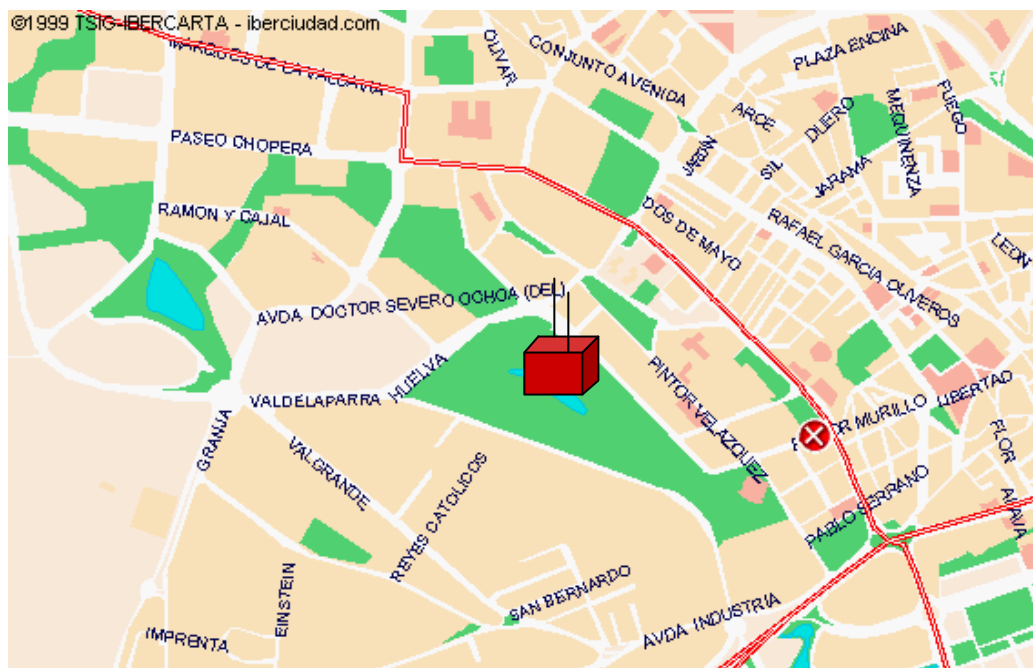 ©1999 TSIG-IBERCARTA - iberciudad.com
MARQUES DE LA VALDAVIA
OLIVAR
CONJUNTO AVENIDA
PLAZA ENCINA
ARCE
DUERO
FUEGO
MEQUINENZA
PASEO CHOPERA
JARDIN
SIL
JARAMA
RAMON Y CAJAL
DOS DE MAYO
RAFAEL GARCIA OLIVEROS
LEON
AVDA DOCTOR SEVERO OCHOA (DEL)
HUELVA
VALDELAPARRA
PINTOR VELAZQUEZ
LIBERTAD
MURILLO
GRANJA
VALGRANDE
FLOR
REYES CATOLICOS
PABLO SERRANO
ALAVA
EINSTEIN
SAN BERNARDO
AVDA INDUSTRIA
IMPRENTA